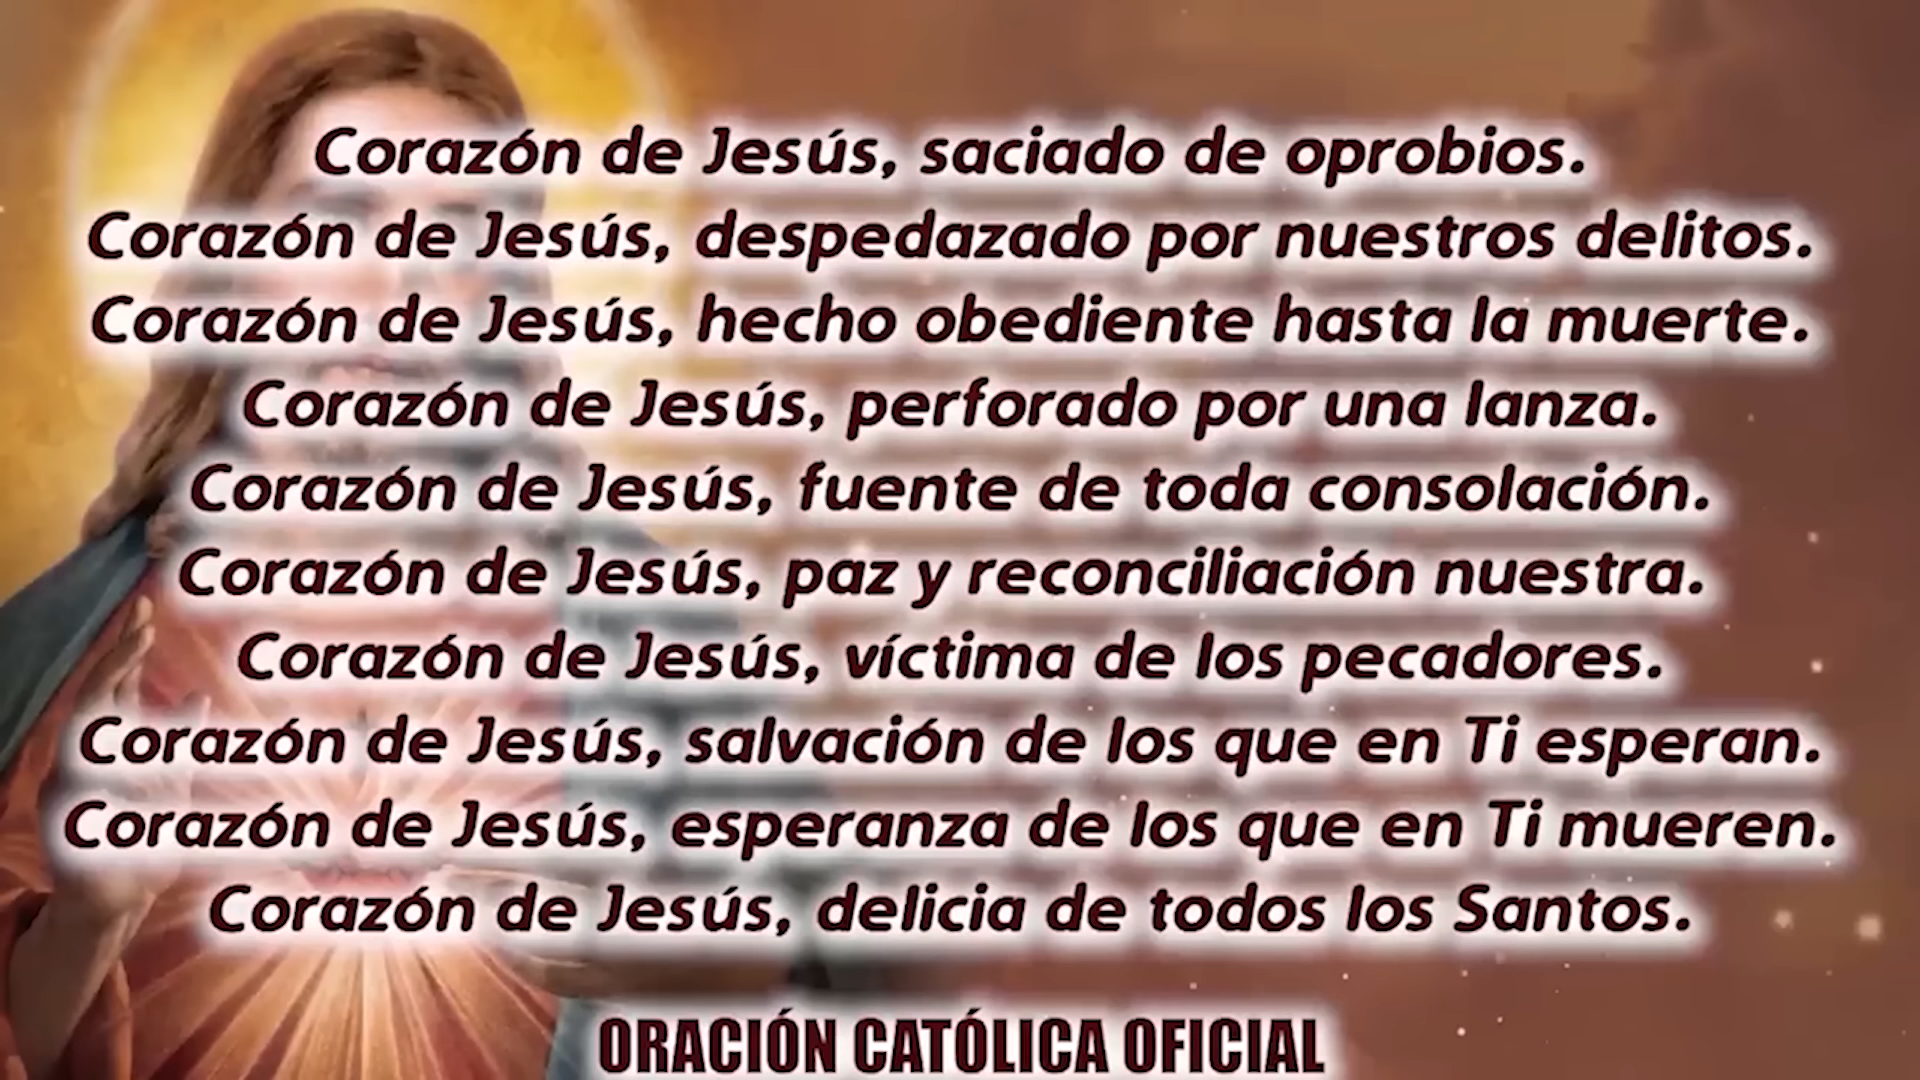 Corazón de Jesús, saciado de oprobios.
Corazón de Jesús, despedazado por nuestros delitos.
Corazón de Jesús, hecho obediente hasta la muerte.
Corazón de Jesús, perforado por una lanza.
Corazón de Jesús, fuente de toda consolación.
Corazón de Jesús, paz y reconciliación nuestra.
Corazón de Jesús, víctima de los pecadores.
Corazón de Jesús, salvación de los que en Ti esperan.
Corazón de Jesús, esperanza de los que en Ti mueren.
Corazón de Jesús, delicia de todos los Santos.
ORACIÓN CATÓLICA OFICIAL